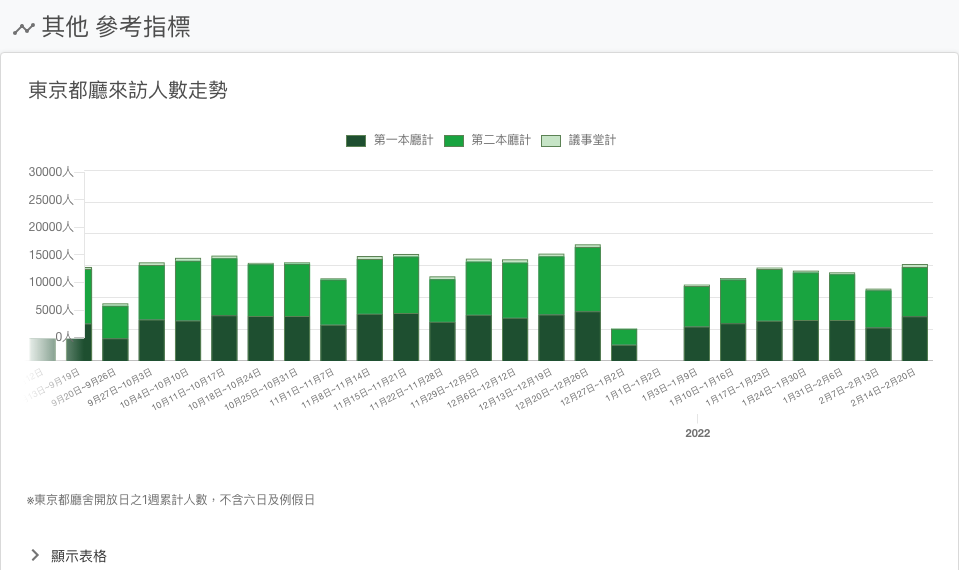 其他 參考指標
東京都廳來訪人數走勢
第一本廳計 第二本廳計 議事堂計
30000人
25000人
20000人
15000人
10000人
5000人
0人
9月20日~9月26日
9月27日~10月3日
10月4日~10月10日
10月11日~10月17日
10月18日~10月24日
10月25日~10月31日
11月1日~11月7日
11月8日~11月14日
11月15日~11月21日
11月22日~11月28日
11月29日~12月5日
12月6日~12月12日
12月13日~12月19日
12月20日~12月26日
12月27日~1月2日
1月1日~1月2日
1月3日~1月9日
1月10日~1月16日
1月17日~1月23日
1月24日~1月30日
1月31日~2月6日
2月7日~2月13日
2月14日~2月20日
2022
※東京都廳舍開放日之1週累計人數，不含六日及例假日
顯示表格